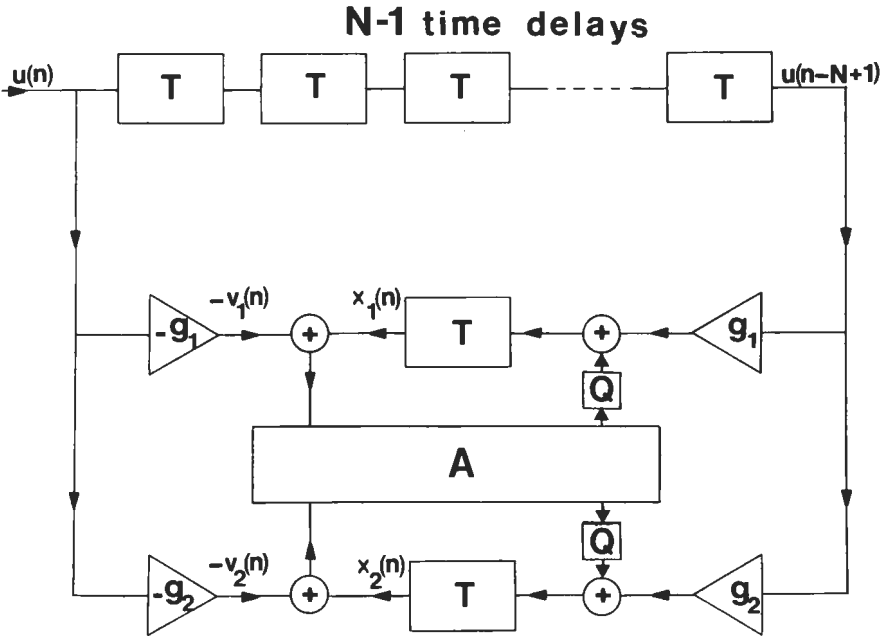 N-1 time delays
u(n) T T T T u(n-N+1)
-g₁ -v₁(n) + x₁(n) T + g₁
Q
A
Q
-g₂ -v₂(n) + x₂(n) T + g₂